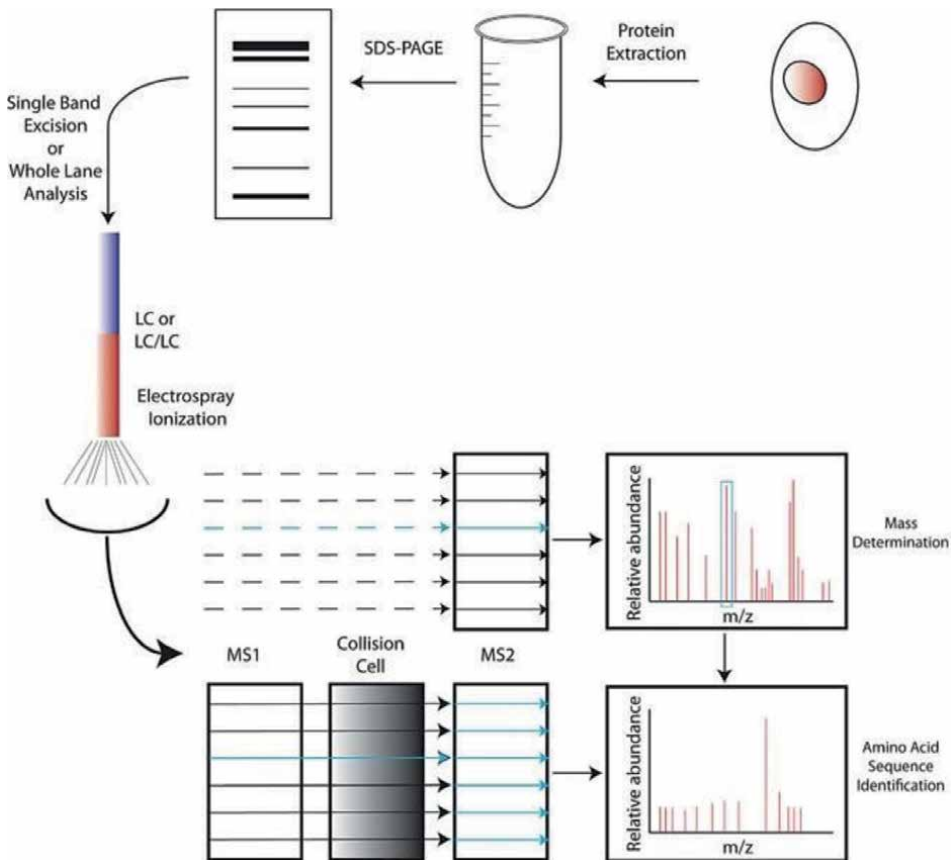 SDS-PAGE
Protein
Extraction
Single Band
Excision
or
Whole Lane
Analysis
LC or
LC/LC
Electrospray
Ionization
Relative abundance
m/z
Mass
Determination
MS1
Collision
Cell
MS2
Relative abundance
m/z
Amino Acid
Sequence
Identification